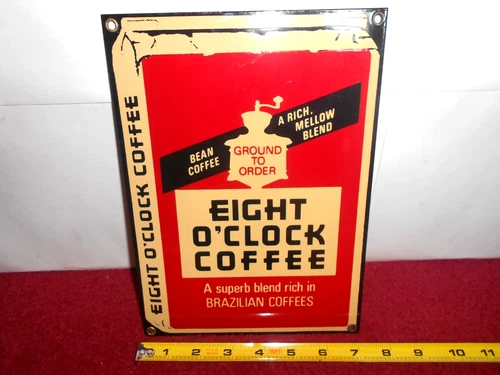 EIGHT O'CLOCK COFFEE
BEAN
COFFEE
A RICH,
MELLOW
BLEND
GROUND
TO
ORDER
EIGHT
O'CLOCK
COFFEE
A superb blend rich in
BRAZILIAN COFFEES
1 2 3 4 5 6 7 8 9 10 11